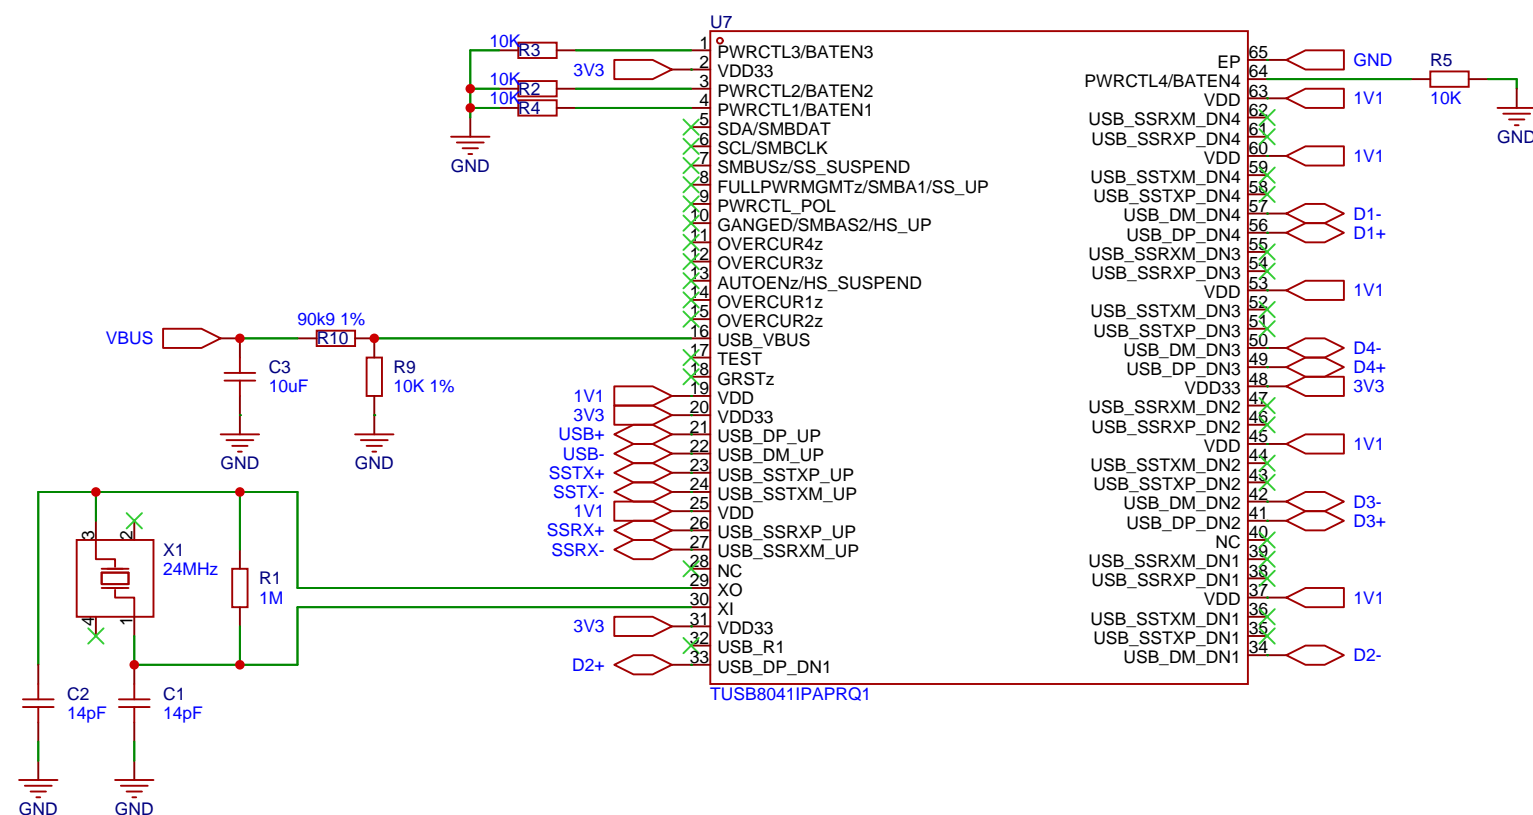 U7
10K
R3
1
PWRCTL3/BATEN3
3V3
2
VDD33
10K
R2
3
PWRCTL2/BATEN2
10K
R4
4
PWRCTL1/BATEN1
GND
5
SDA/SMBDAT
6
SCL/SMBCLK
7
SMBUSz/SS_SUSPEND
8
FULLPWRMGMTz/SMBA1/SS_UP
9
PWRCTL_POL
10
GANGED/SMBAS2/HS_UP
11
OVERCUR4z
12
OVERCUR3z
13
AUTOENz/HS_SUSPEND
14
OVERCUR1z
15
OVERCUR2z
VBUS
90k9 1%
R10
16
USB_VBUS
C3
10uF
R9
10K 1%
GND
GND
17
TEST
18
GRSTz
1V1
19
VDD
3V3
20
VDD33
USB+
21
USB_DP_UP
USB-
22
USB_DM_UP
SSTX+
23
USB_SSTXP_UP
SSTX-
24
USB_SSTXM_UP
1V1
25
VDD
SSRX+
26
USB_SSRXP_UP
SSRX-
27
USB_SSRXM_UP
28
NC
29
XO
30
XI
3V3
31
VDD33
32
USB_R1
D2+
33
USB_DP_DN1
3
2
X1
24MHz
4
1
R1
1M
C2
14pF
C1
14pF
GND
GND
EP
65
GND
PWRCTL4/BATEN4
64
R5
10K
GND
VDD
63
1V1
USB_SSRXM_DN4
62
USB_SSRXP_DN4
61
VDD
60
1V1
USB_SSTXM_DN4
59
USB_SSTXP_DN4
58
USB_DM_DN4
57
D1-
USB_DP_DN4
56
D1+
USB_SSRXM_DN3
55
USB_SSRXP_DN3
54
VDD
53
1V1
USB_SSTXM_DN3
52
USB_SSTXP_DN3
51
USB_DM_DN3
50
D4-
USB_DP_DN3
49
D4+
VDD33
48
3V3
USB_SSRXM_DN2
47
USB_SSRXP_DN2
46
VDD
45
1V1
USB_SSTXM_DN2
44
USB_SSTXP_DN2
43
USB_DM_DN2
42
D3-
USB_DP_DN2
41
D3+
NC
40
USB_SSRXM_DN1
39
USB_SSRXP_DN1
38
VDD
37
1V1
USB_SSTXM_DN1
36
USB_SSTXP_DN1
35
USB_DM_DN1
34
D2-
TUSB8041IPAPRQ1